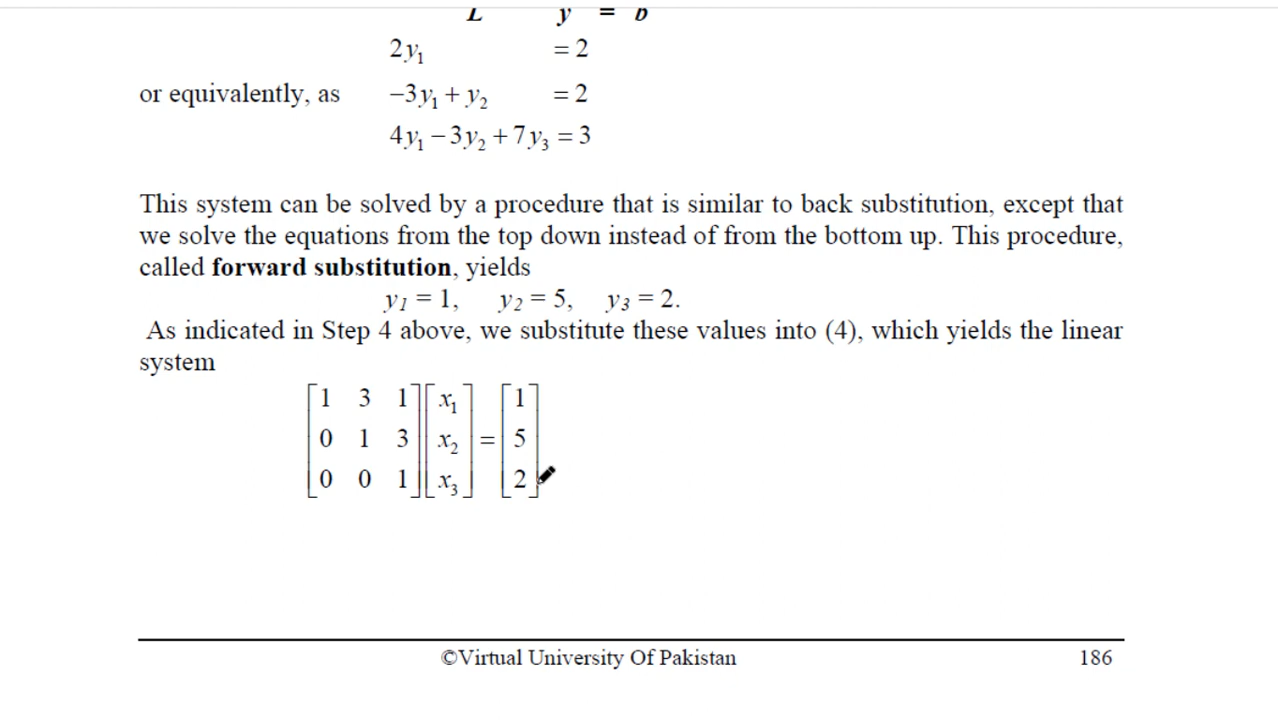 L y = b
2y₁ = 2
or equivalently, as −3y₁ + y₂ = 2
4y₁ − 3y₂ + 7y₃ = 3
This system can be solved by a procedure that is similar to back substitution, except that
we solve the equations from the top down instead of from the bottom up. This procedure,
called forward substitution, yields
y₁ = 1, y₂ = 5, y₃ = 2.
As indicated in Step 4 above, we substitute these values into (4), which yields the linear
system
1 3 1 x₁ 1
0 1 3 x₂ = 5
0 0 1 x₃ 2
©Virtual University Of Pakistan 186